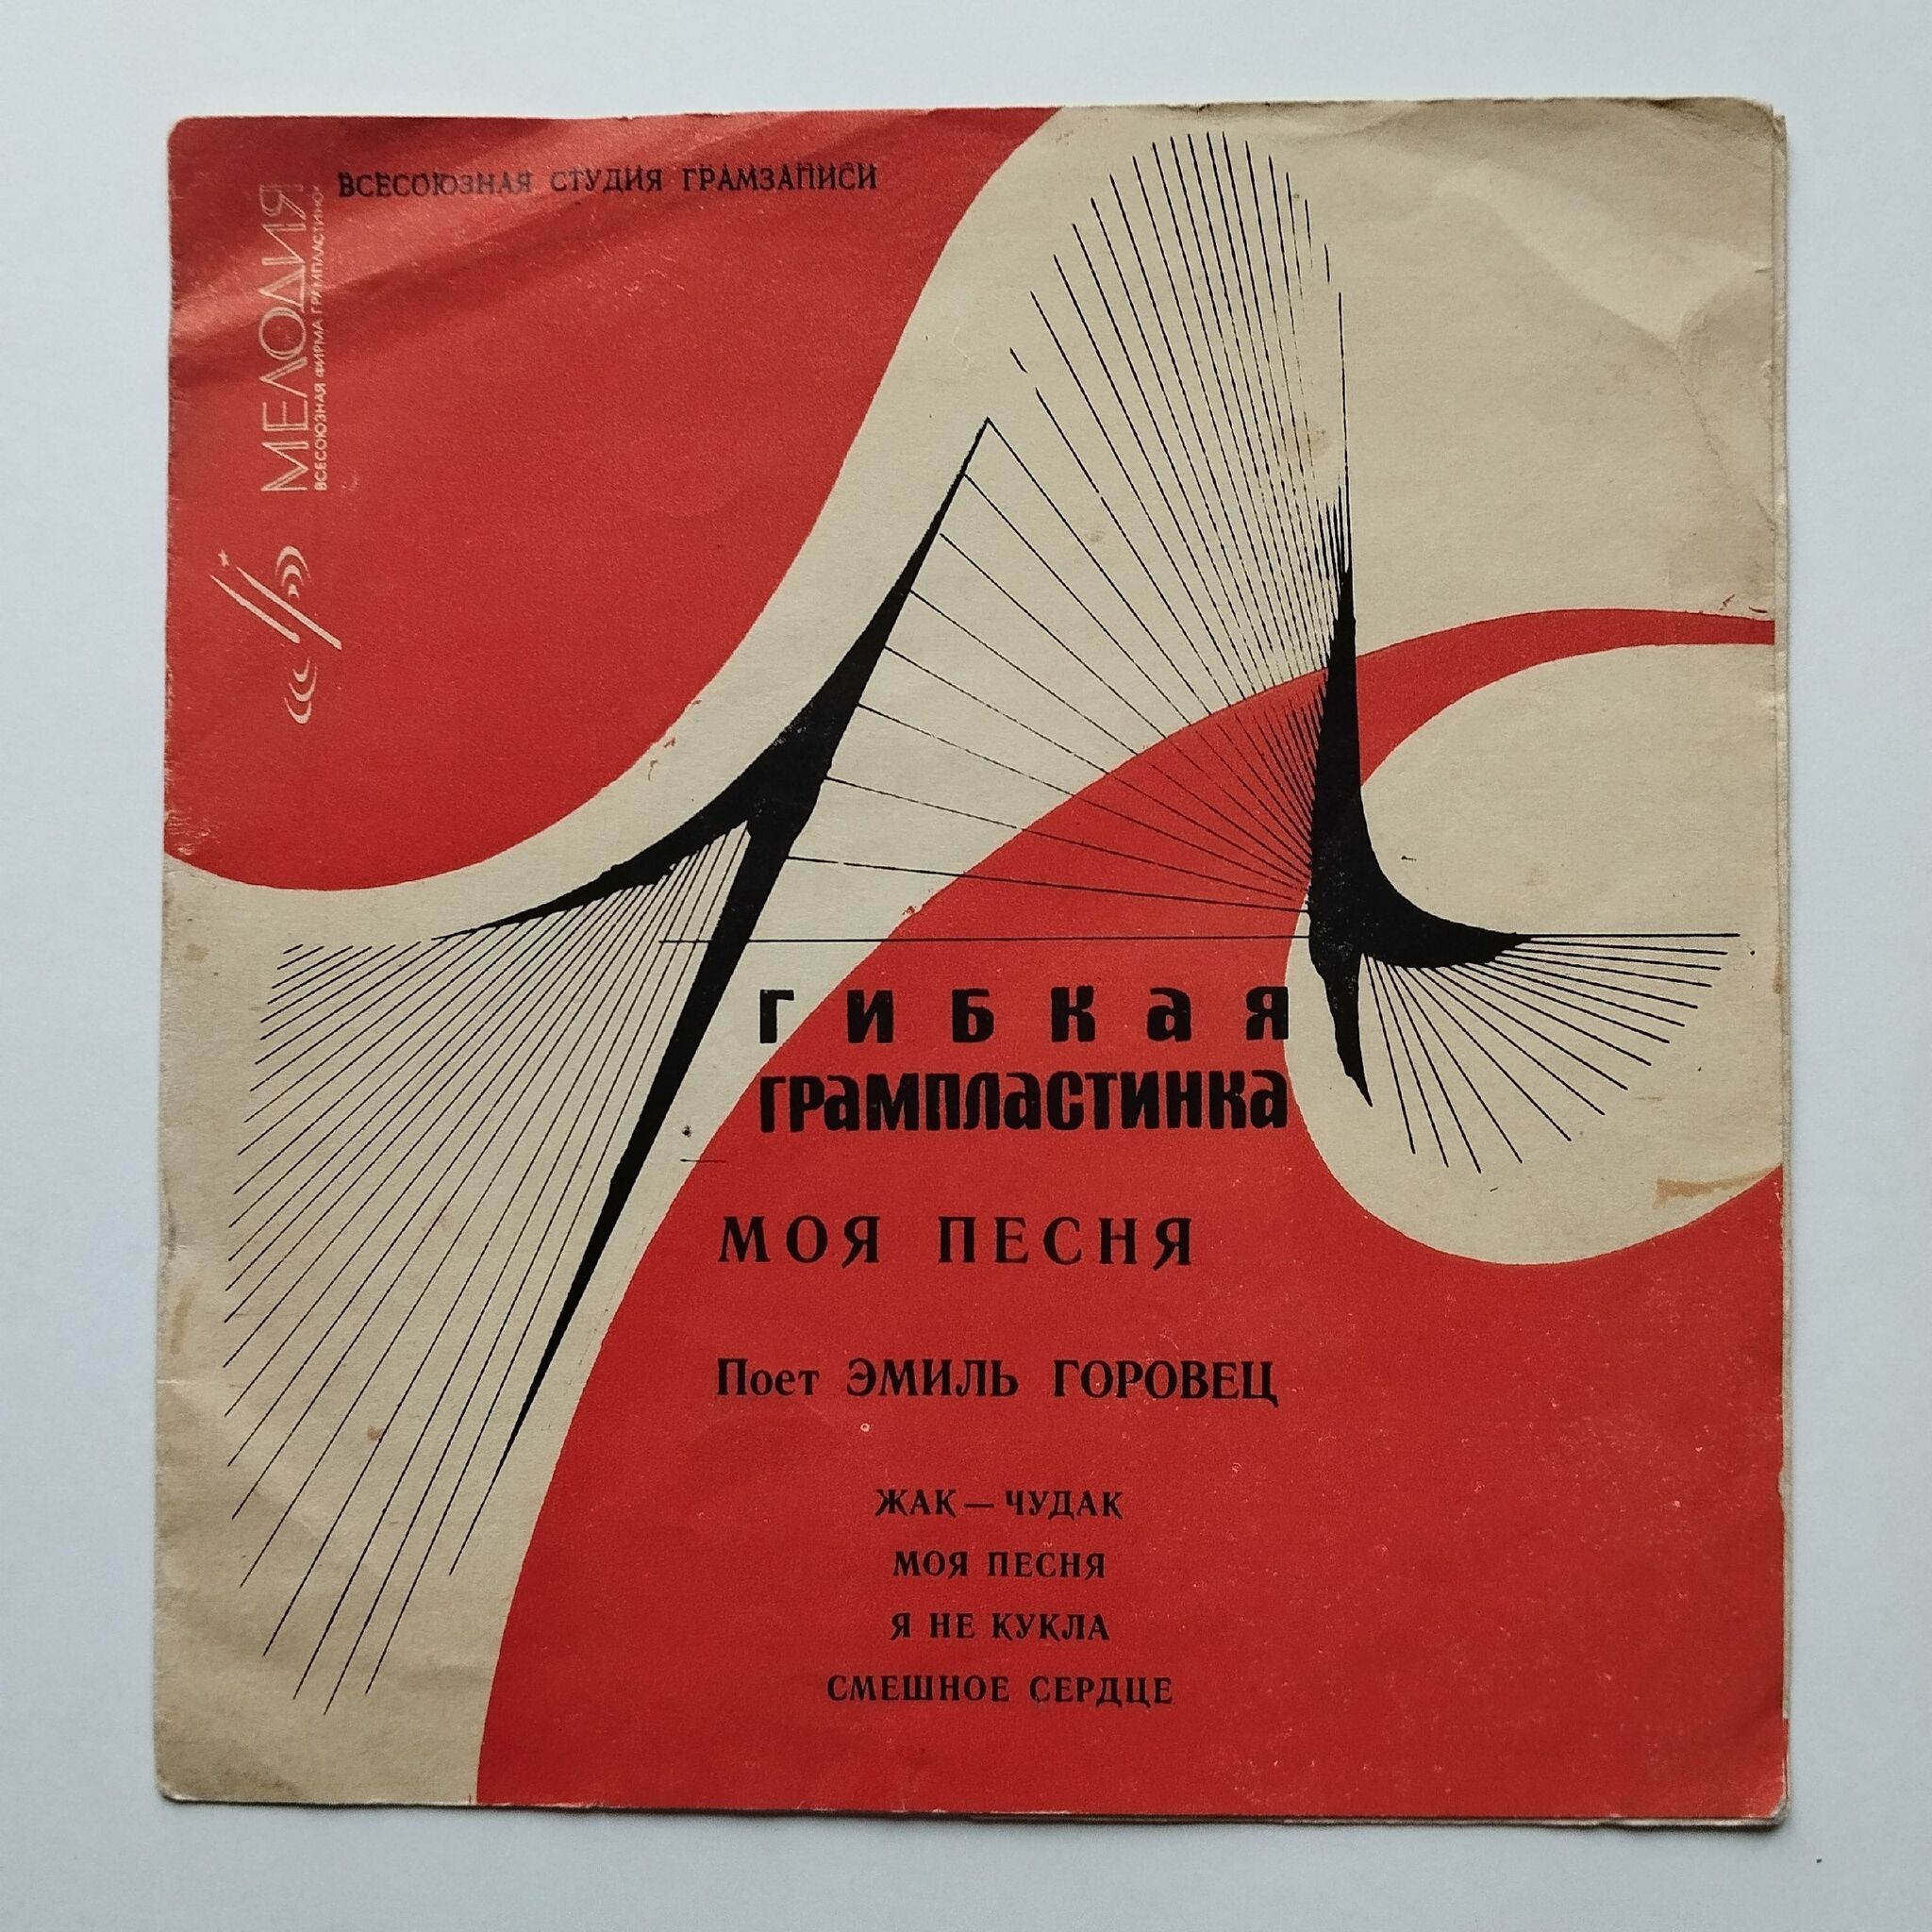 ВСЕСОЮЗНАЯ СТУДИЯ ГРАМЗАПИСИ
МЕЛОДИЯ
ВСЕСОЮЗНАЯ ФИРМА ГРАМПЛАСТИНОК
ГИБКАЯ
ГРАМПЛАСТИНКА
МОЯ ПЕСНЯ
Поет ЭМИЛЬ ГОРОВЕЦ
ЖАК — ЧУДАК
МОЯ ПЕСНЯ
Я НЕ КУКЛА
СМЕШНОЕ СЕРДЦЕ